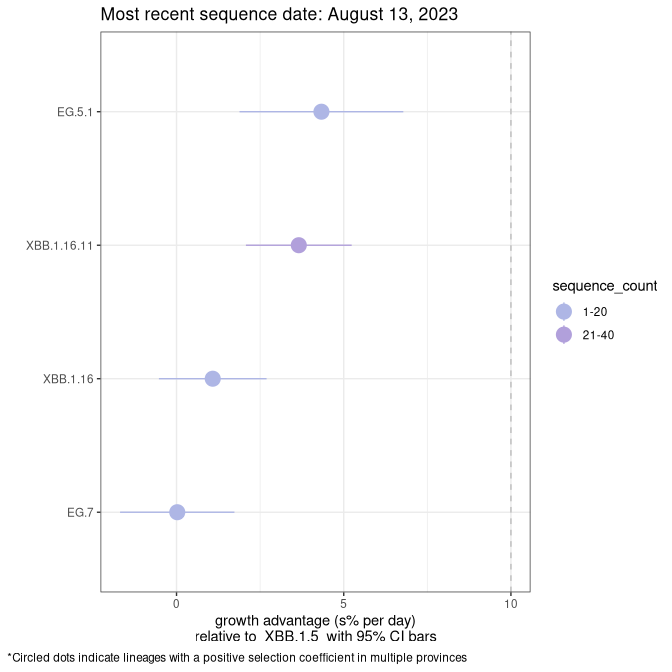 Most recent sequence date: August 13, 2023
EG.5.1
XBB.1.16.11
XBB.1.16
EG.7
sequence_count
1-20
21-40
0
5
10
growth advantage (s% per day)
relative to  XBB.1.5  with 95% CI bars
*Circled dots indicate lineages with a positive selection coefficient in multiple provinces